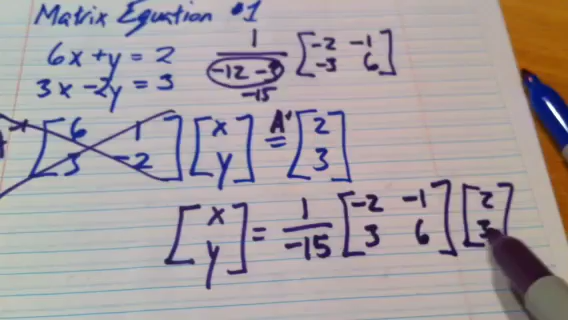 Matrix Equation #1
6x+y = 2
3x-2y = 3
1/(-12 - 3) [-2 -1; -3 6]
-15
[6 1; 3 -2] [x; y] A⁻¹ = [2; 3]
[x; y] = 1/-15 [-2 -1; 3 6] [2; 3]